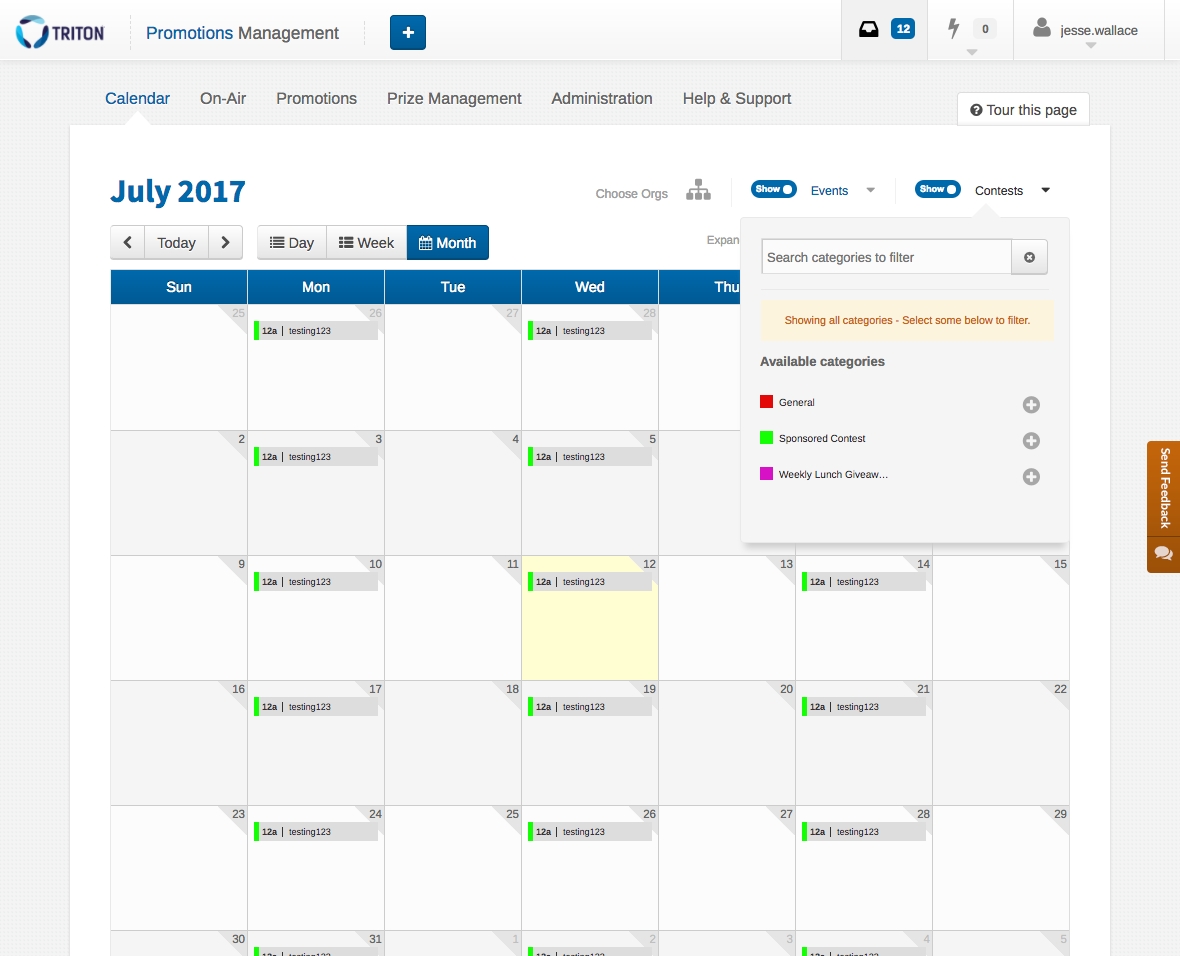 TRITON
Promotions Management
12
0
jesse.wallace
Calendar On-Air Promotions Prize Management Administration Help & Support
Tour this page
July 2017
Choose Orgs
Show Events
Show Contests
Today
Day Week Month
Expan
Search categories to filter
Showing all categories - Select some below to filter.
Available categories
General
Sponsored Contest
Weekly Lunch Giveaw...
Sun Mon Tue Wed Thu
25 26 27 28
12a | testing123 12a | testing123
2 3 4 5
12a | testing123 12a | testing123
9 10 11 12 13 14 15
12a | testing123 12a | testing123 12a | testing123
16 17 18 19 20 21 22
12a | testing123 12a | testing123 12a | testing123
23 24 25 26 27 28 29
12a | testing123 12a | testing123 12a | testing123
30 31 1 2 3 4 5
12a | testing123 12a | testing123 12a | testing123
Send Feedback